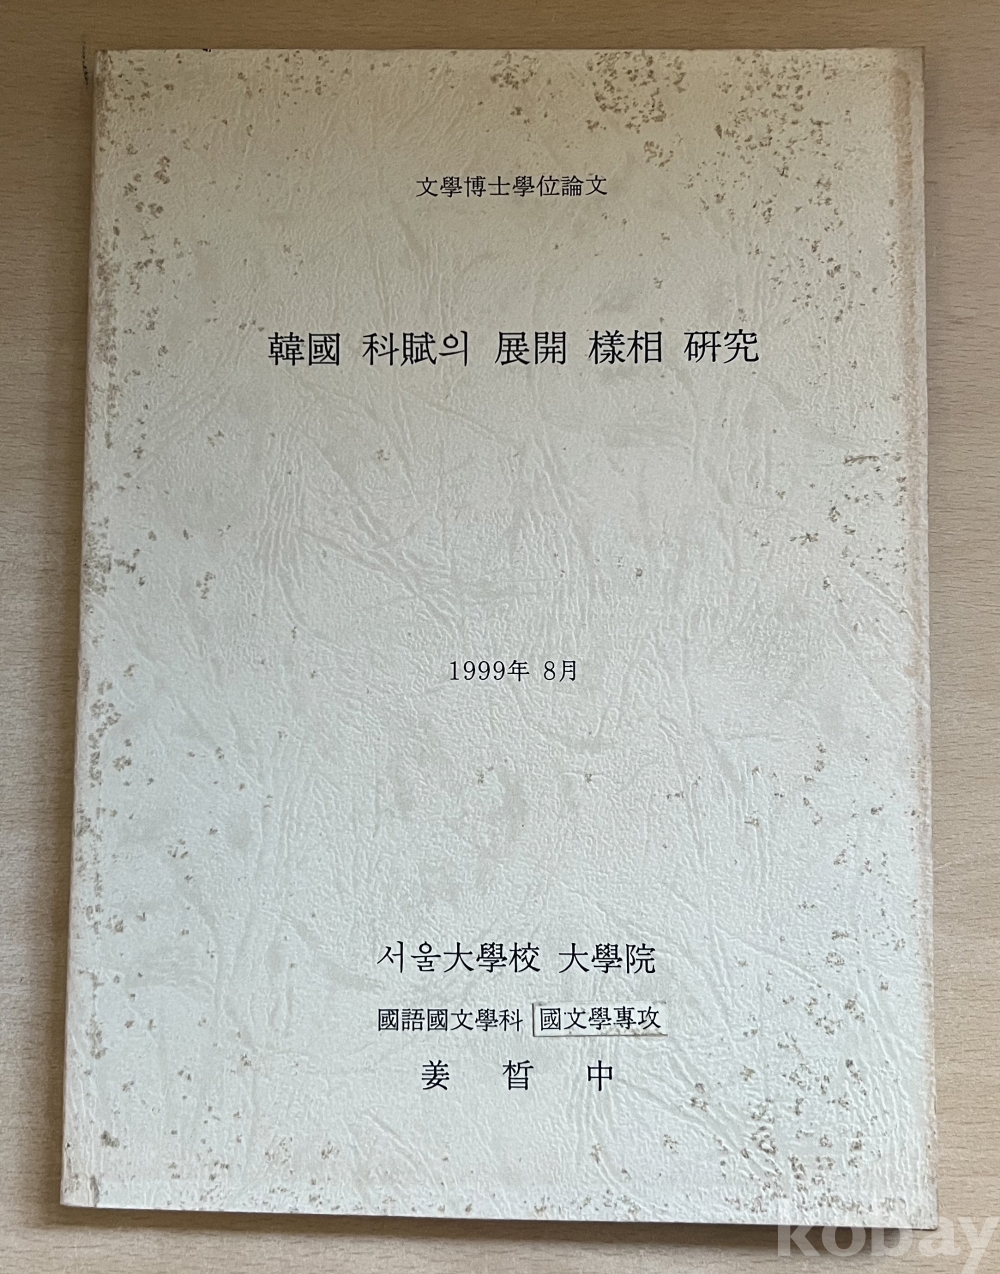 文學博士學位論文
韓國 科賦의 展開 樣相 硏究
1999年 8月
서울大學校 大學院
國語國文學科 國文學專攻
姜 晳 中
kobay